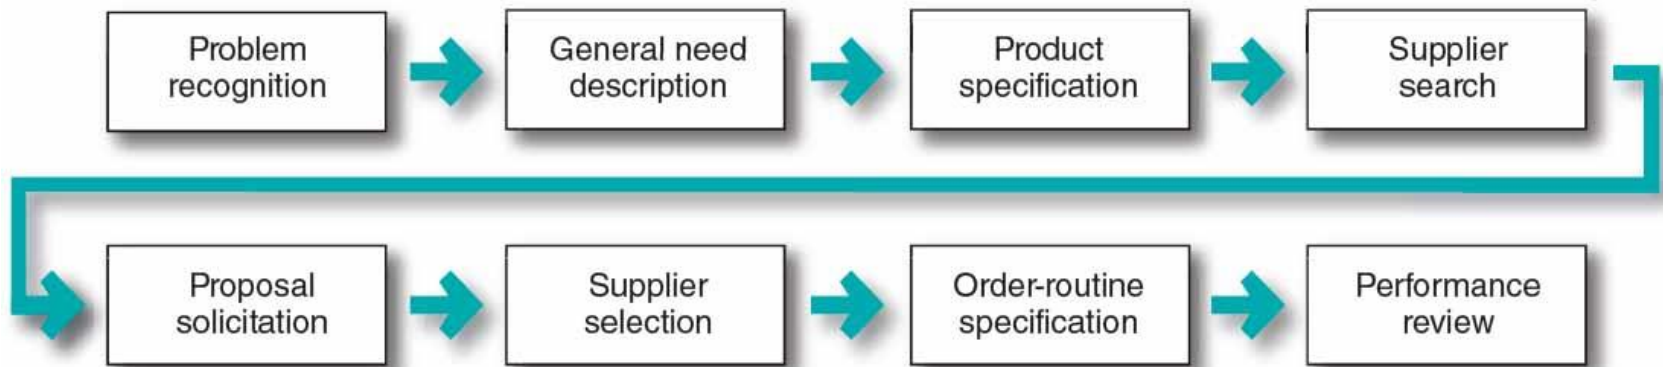 Problem
recognition
General need
description
Product
specification
Supplier
search
Proposal
solicitation
Supplier
selection
Order-routine
specification
Performance
review